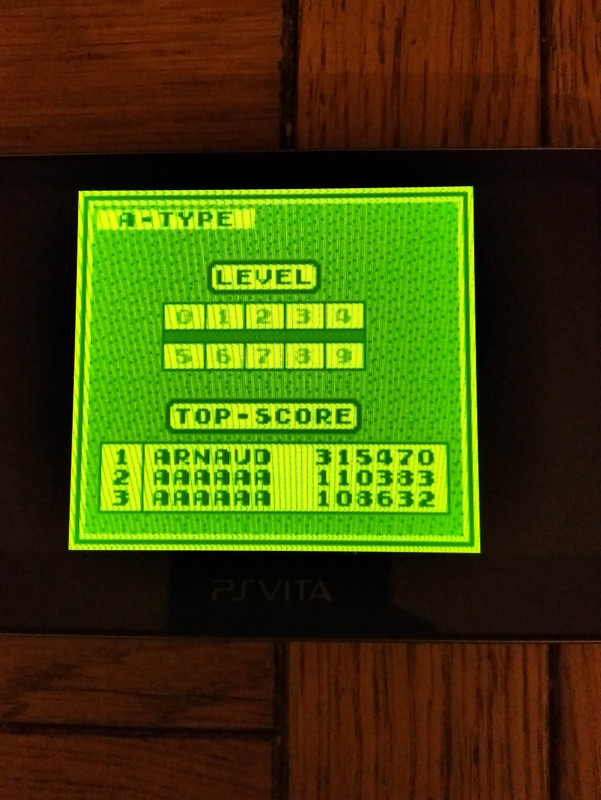 A-TYPE
LEVEL
0 1 2 3 4
5 6 7 8 9
TOP-SCORE
1 ARNAUD 315470
2 AAAAAA 110383
3 AAAAAA 108632
PSVITA